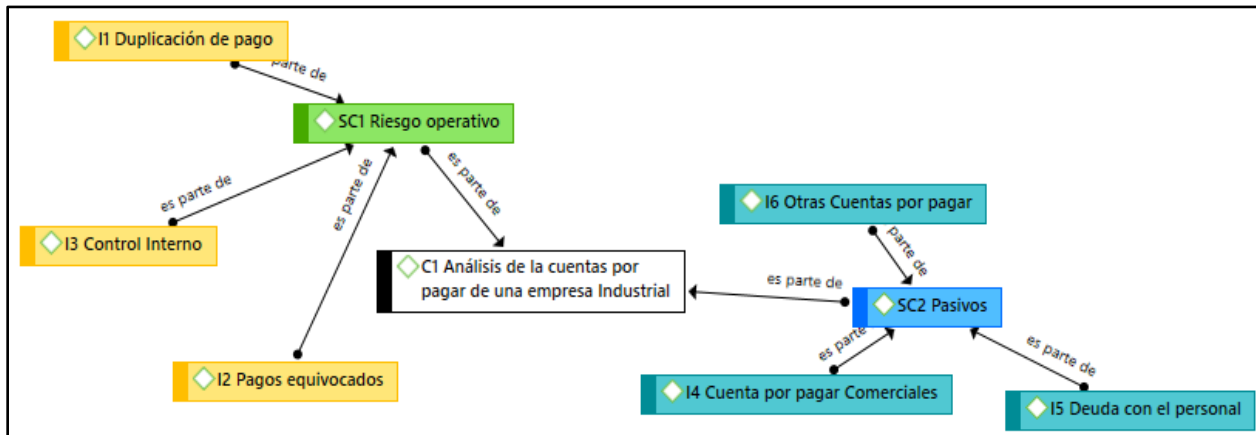 I1 Duplicación de pago
parte de
SC1 Riesgo operativo
es parte de
es parte de
es parte de
I3 Control Interno
I2 Pagos equivocados
C1 Análisis de la cuentas por
pagar de una empresa Industrial
I6 Otras Cuentas por pagar
parte de
es parte de
SC2 Pasivos
es parte
es parte de
I4 Cuenta por pagar Comerciales
I5 Deuda con el personal